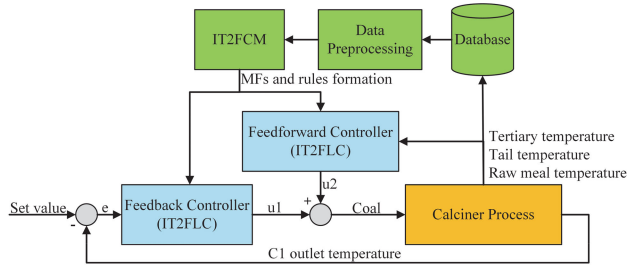 IT2FCM
Data
Preprocessing
Database
MFs and rules formation
Feedforward Controller
(IT2FLC)
Tertiary temperature
Tail temperature
Raw meal temperature
u2
Set value
-
e
Feedback Controller
(IT2FLC)
u1
+
Coal
Calciner Process
C1 outlet temperature